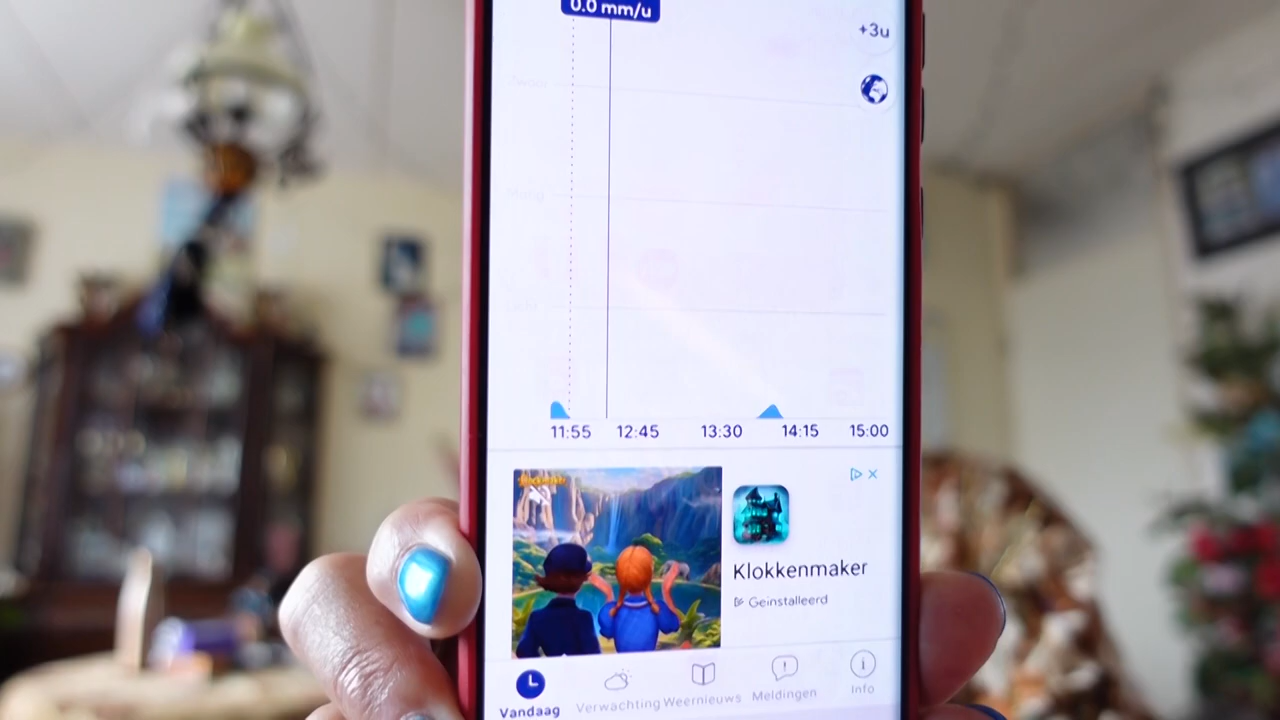 0.0 mm/u
+3u
Matig
11:55 12:45 13:30 14:15 15:00
Klokkenmaker
Geïnstalleerd
Vandaag Verwachting Weernieuws Meldingen Info